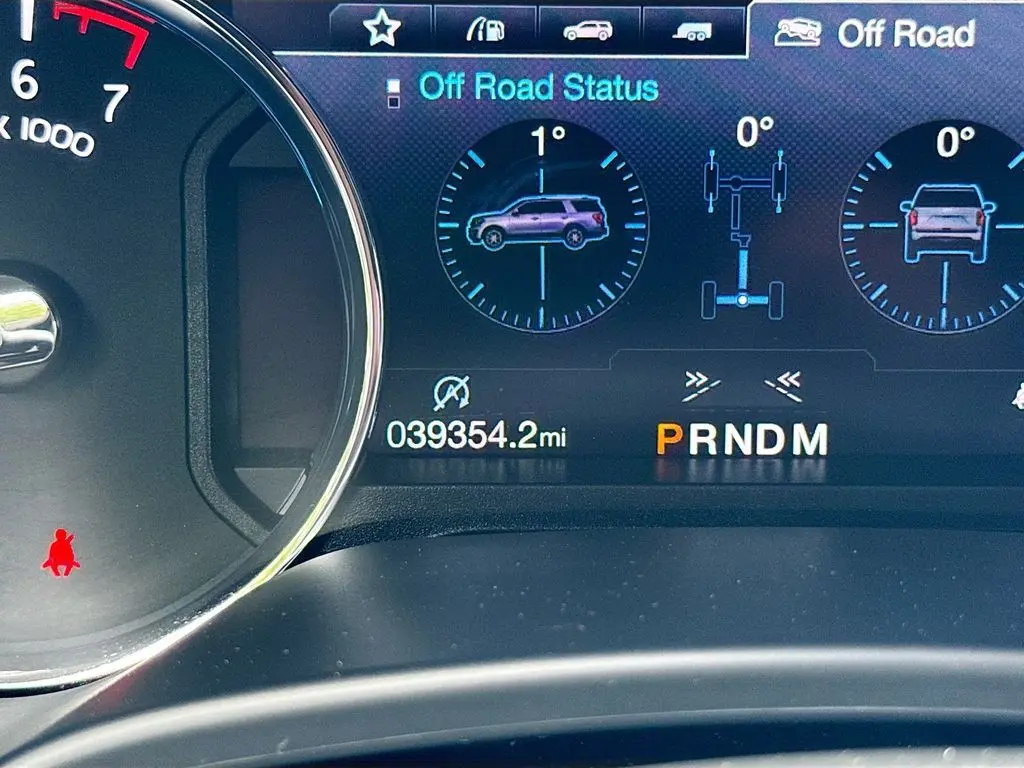 Off Road
Off Road Status
6
7
x 1000
1°
0°
0°
039354.2mi
PRNDM